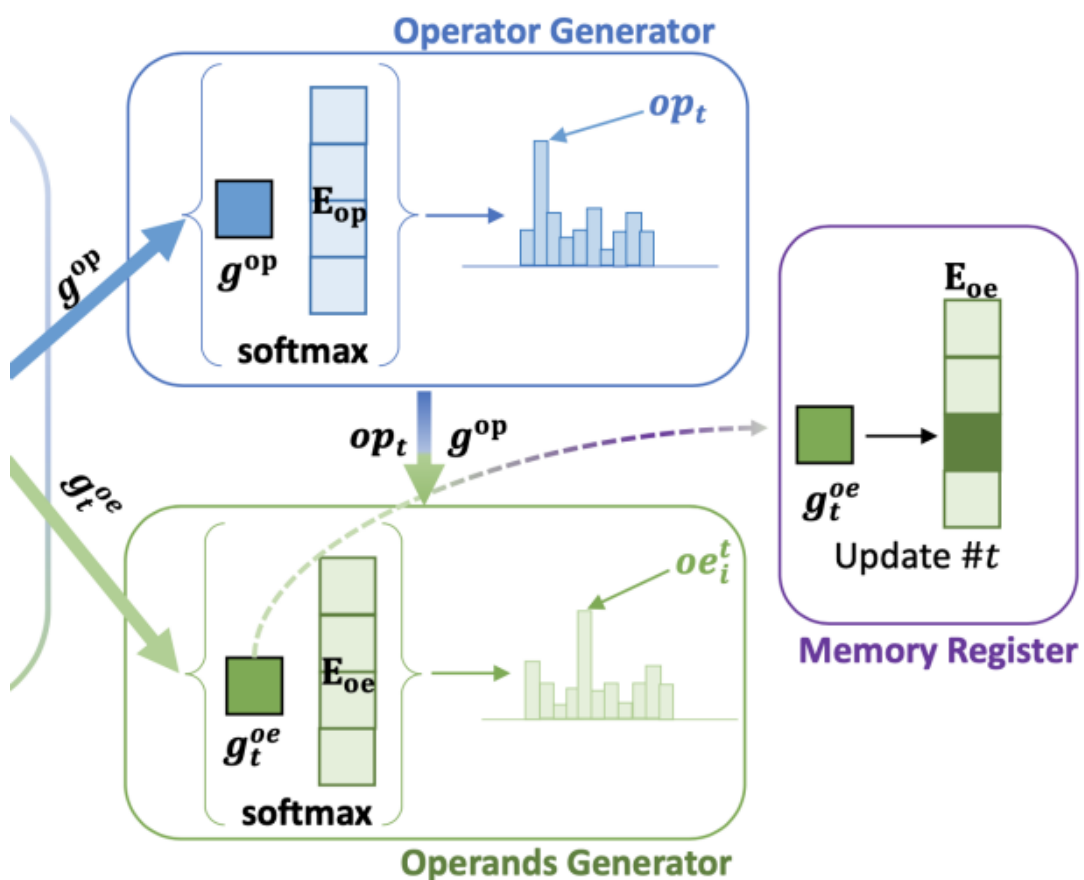 Operator Generator
op_t
E_op
g^op
g^op
softmax
op_t g^op
E_oe
g_t^oe
Update #t
Memory Register
g_t^oe
oe_i^t
E_oe
g_t^oe
softmax
Operands Generator